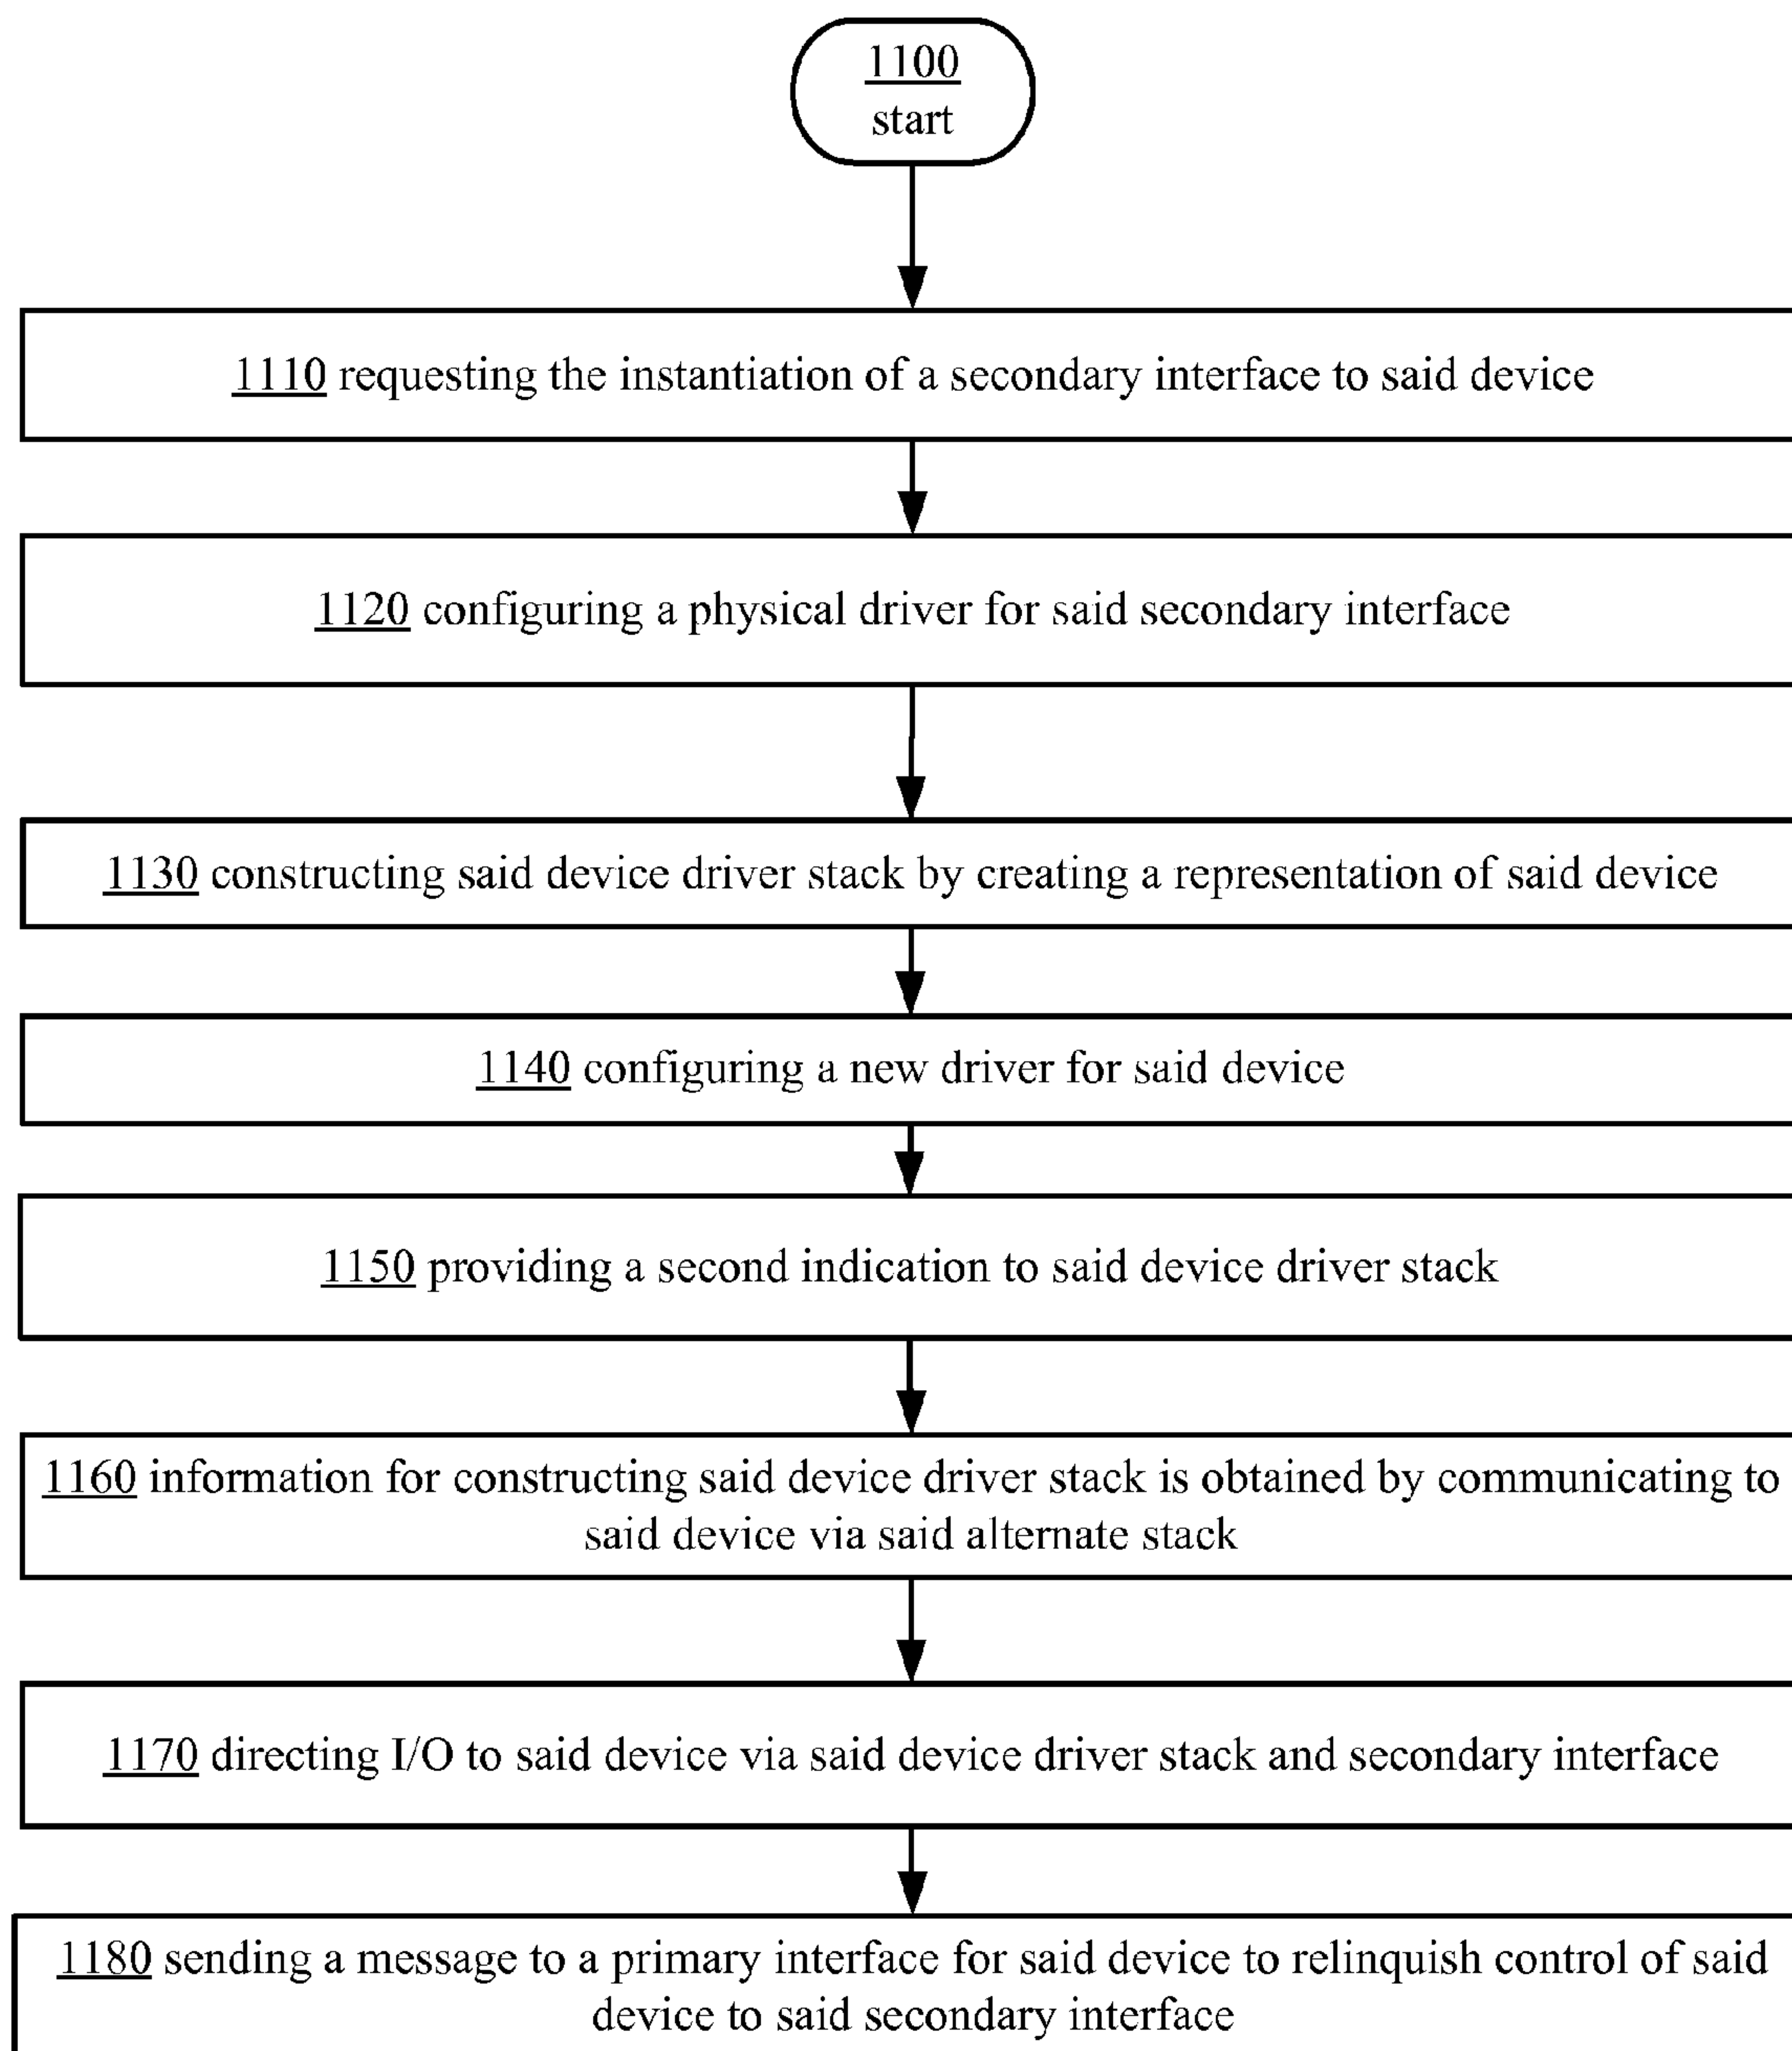 1100
start
1110 requesting the instantiation of a secondary interface to said device
1120 configuring a physical driver for said secondary interface
1130 constructing said device driver stack by creating a representation of said device
1140 configuring a new driver for said device
1150 providing a second indication to said device driver stack
1160 information for constructing said device driver stack is obtained by communicating to
said device via said alternate stack
1170 directing I/O to said device via said device driver stack and secondary interface
1180 sending a message to a primary interface for said device to relinquish control of said
device to said secondary interface